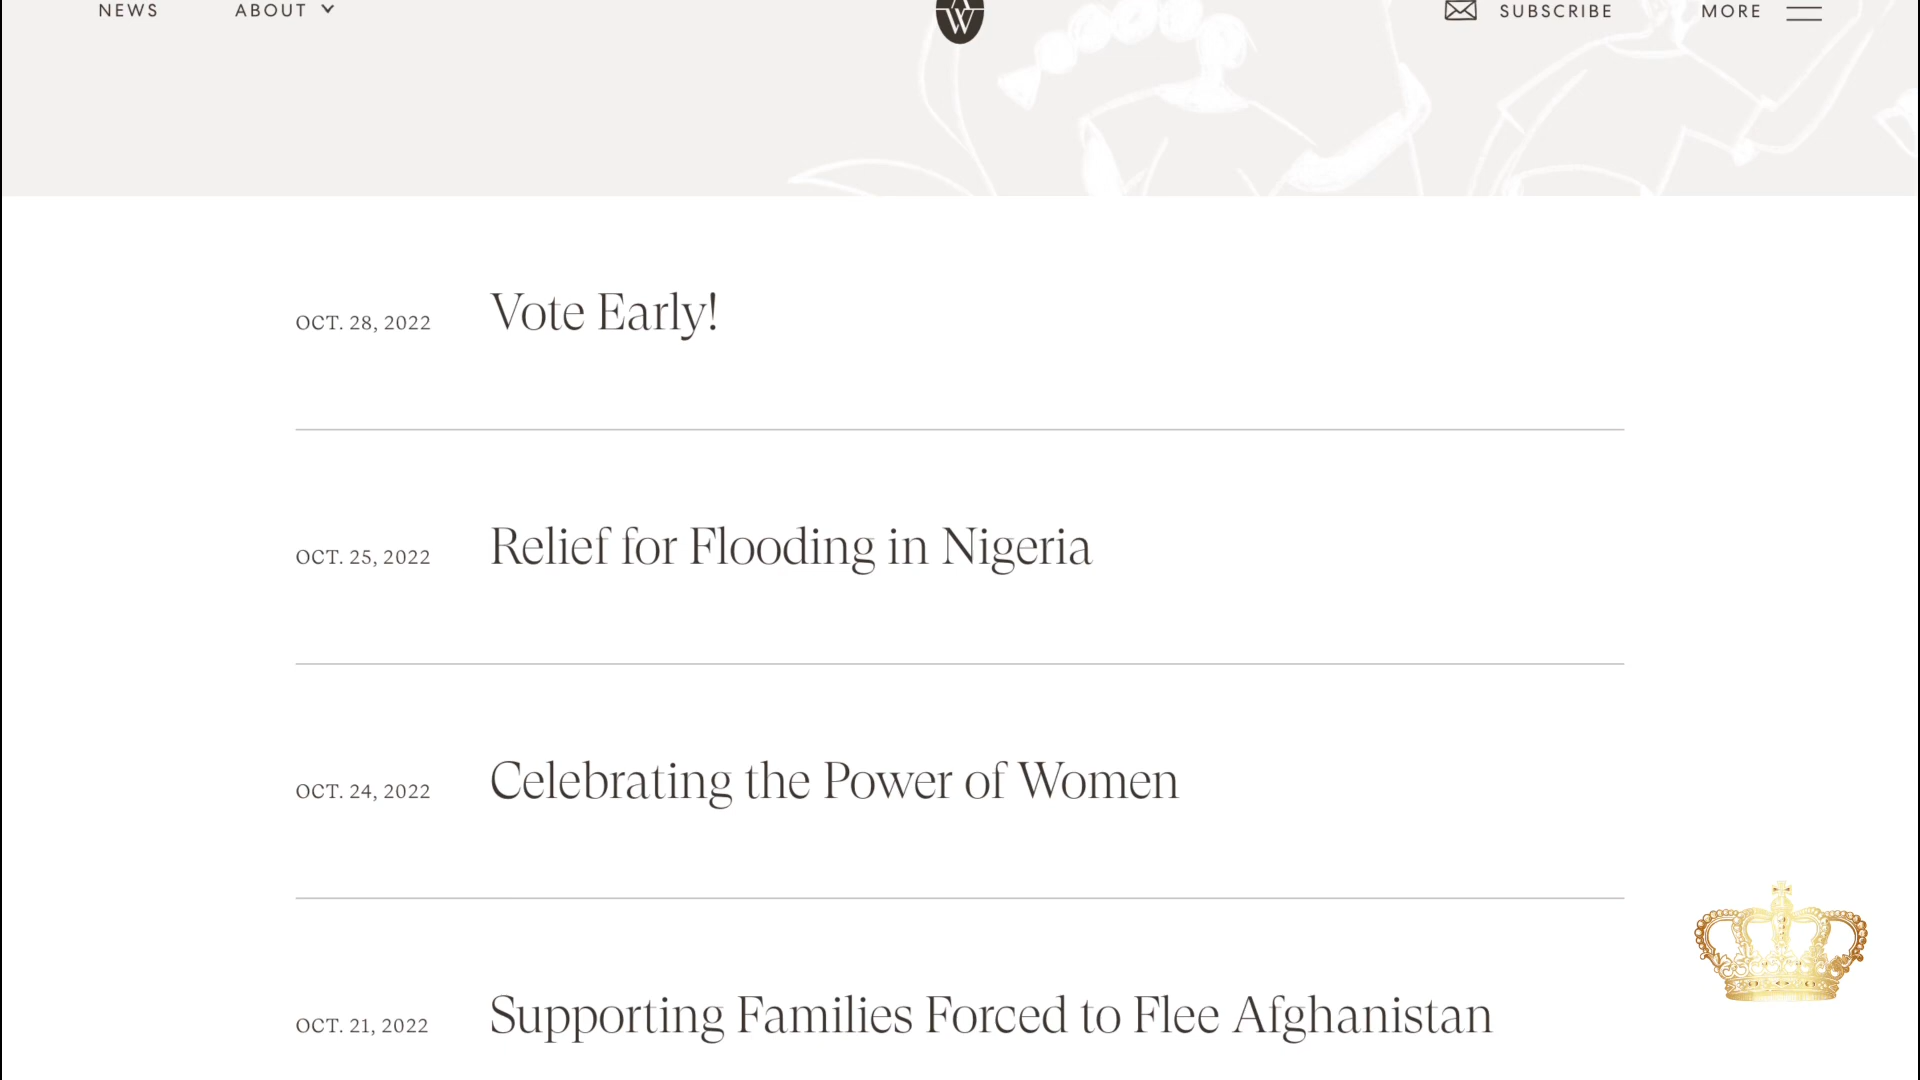 NEWS ABOUT SUBSCRIBE MORE
AW
OCT. 28, 2022 Vote Early!
OCT. 25, 2022 Relief for Flooding in Nigeria
OCT. 24, 2022 Celebrating the Power of Women
OCT. 21, 2022 Supporting Families Forced to Flee Afghanistan